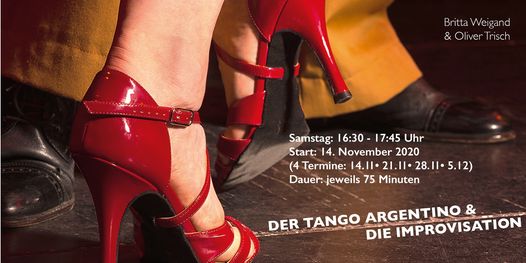 Britta Weigand
& Oliver Trisch
Samstag: 16:30 - 17:45 Uhr
Start: 14. November 2020
(4 Termine: 14.11• 21.11• 28.11• 5.12)
Dauer: jeweils 75 Minuten
DER TANGO ARGENTINO &
DIE IMPROVISATION